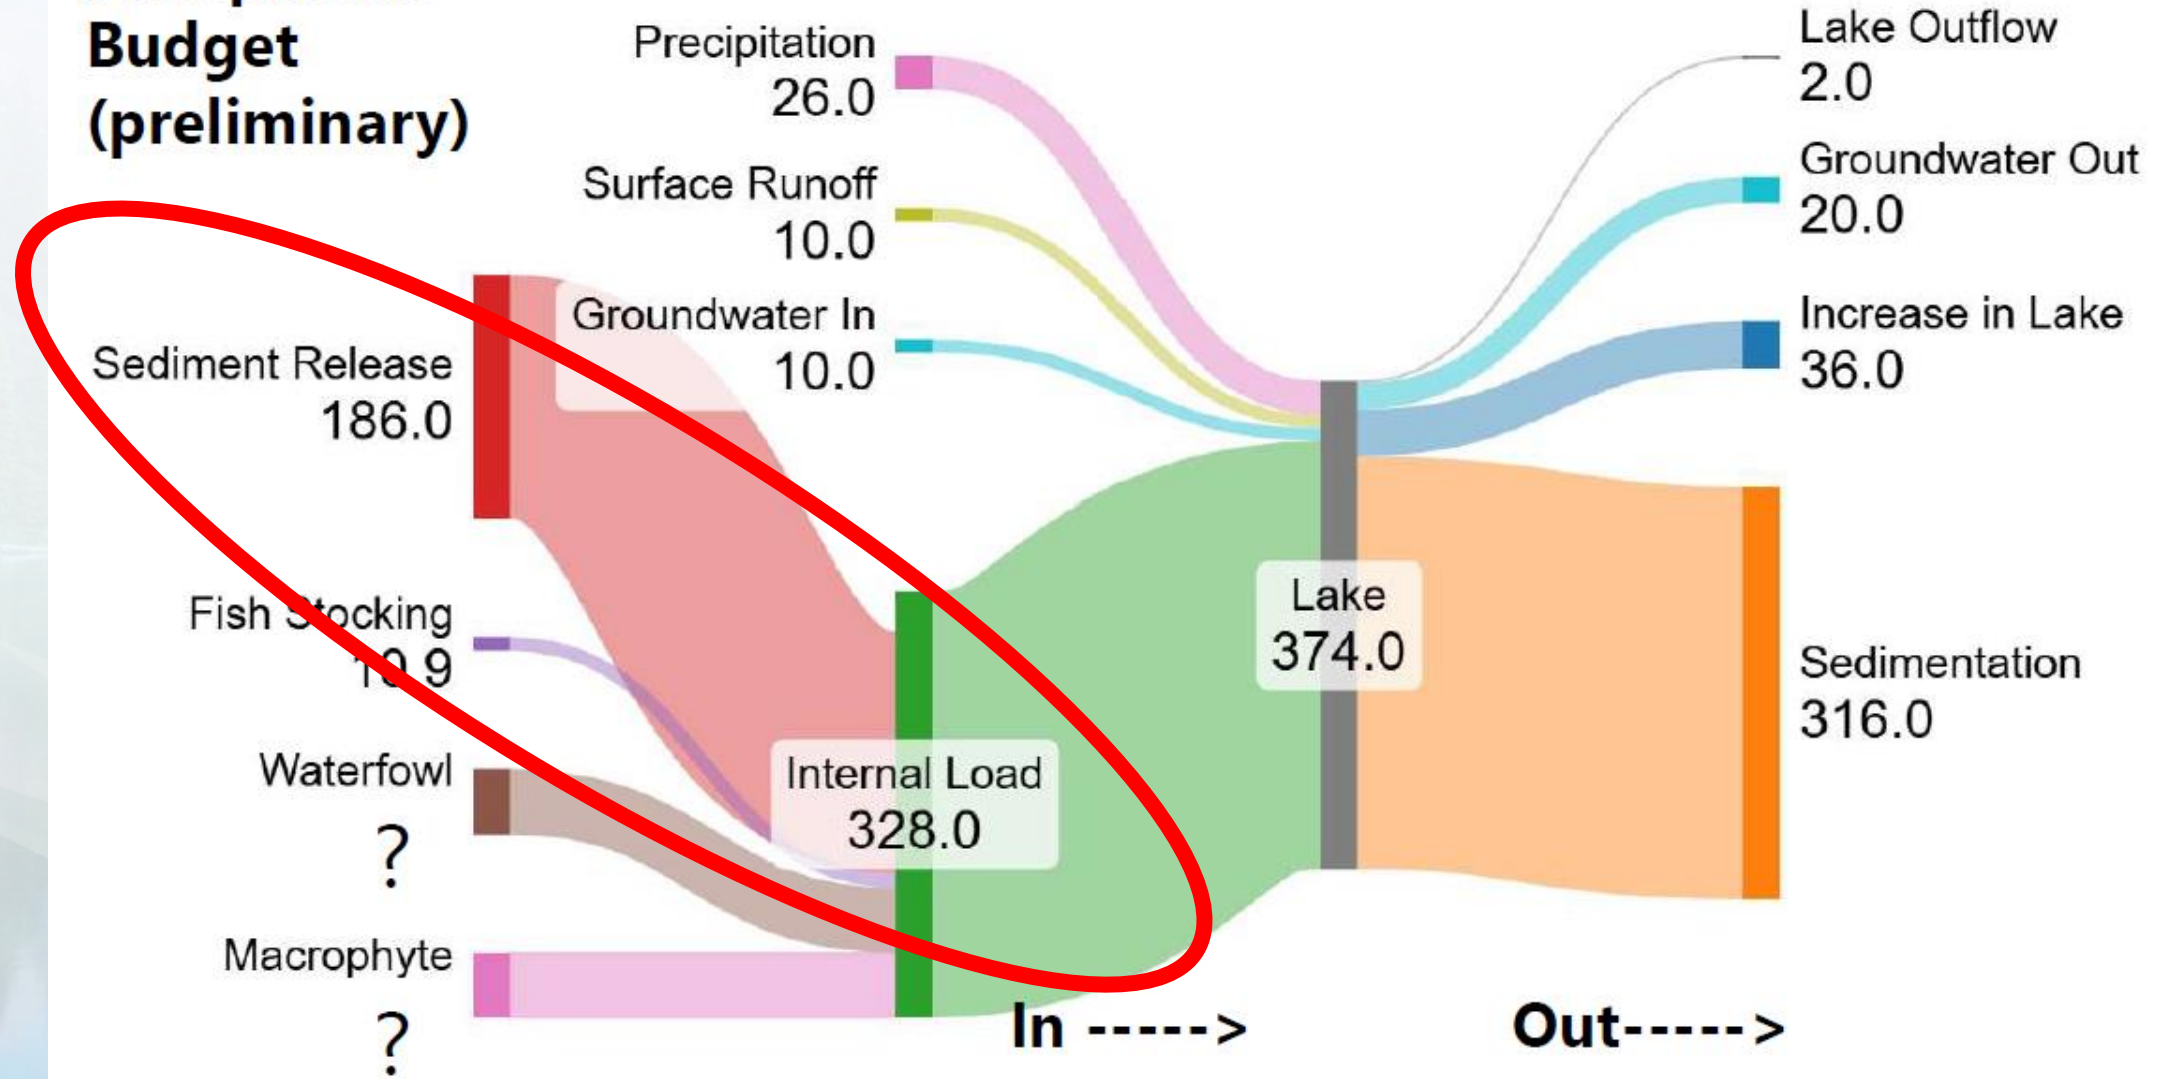 Budget
(preliminary)
Precipitation
26.0
Surface Runoff
10.0
Groundwater In
10.0
Sediment Release
186.0
Fish Stocking
10.9
Waterfowl
?
Macrophyte
?
Internal Load
328.0
Lake
374.0
Lake Outflow
2.0
Groundwater Out
20.0
Increase in Lake
36.0
Sedimentation
316.0
In ----->
Out----->